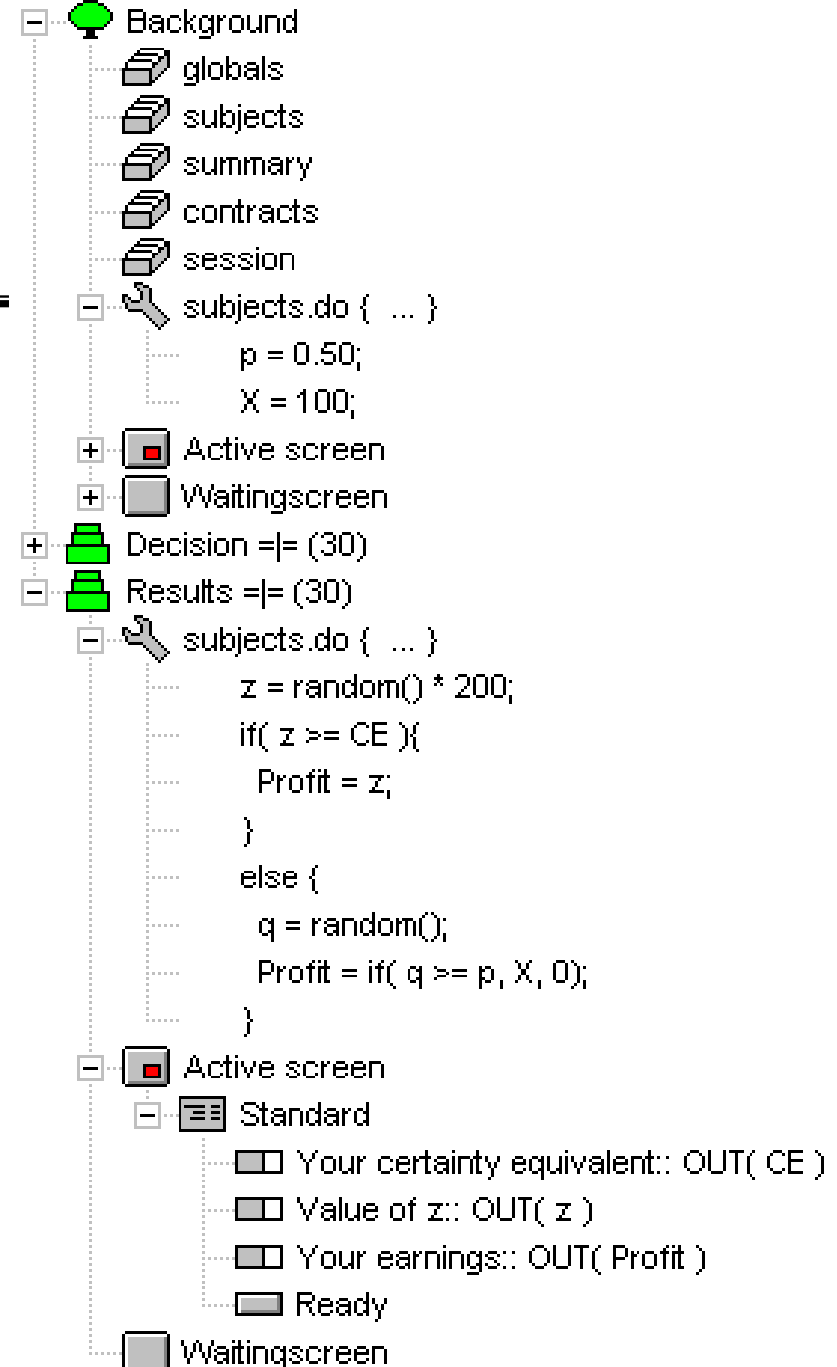 Background
globals
subjects
summary
contracts
session
subjects.do { ... }
p = 0.50;
X = 100;
Active screen
Waitingscreen
Decision =|= (30)
Results =|= (30)
subjects.do { ... }
z = random() * 200;
if( z >= CE ){
Profit = z;
}
else {
q = random();
Profit = if( q >= p, X, 0);
}
Active screen
Standard
Your certainty equivalent:: OUT( CE )
Value of z:: OUT( z )
Your earnings:: OUT( Profit )
Ready
Waitingscreen